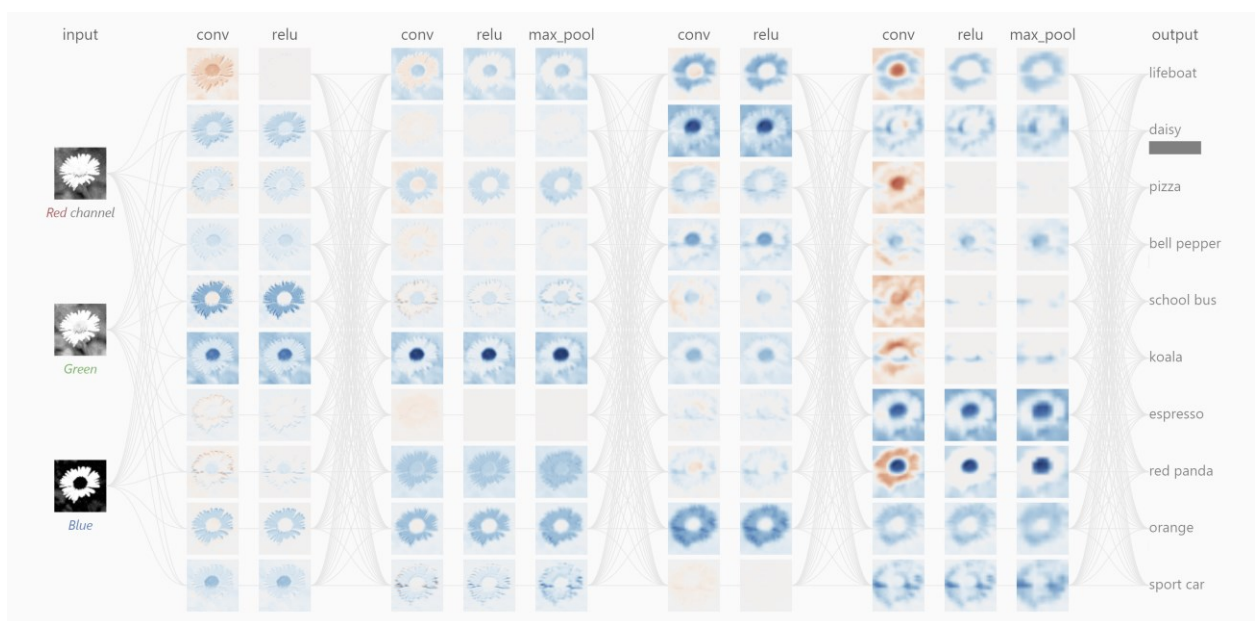 input
conv
relu
conv
relu
max_pool
conv
relu
conv
relu
max_pool
output
Red channel
Green
Blue
lifeboat
daisy
pizza
bell pepper
school bus
koala
espresso
red panda
orange
sport car